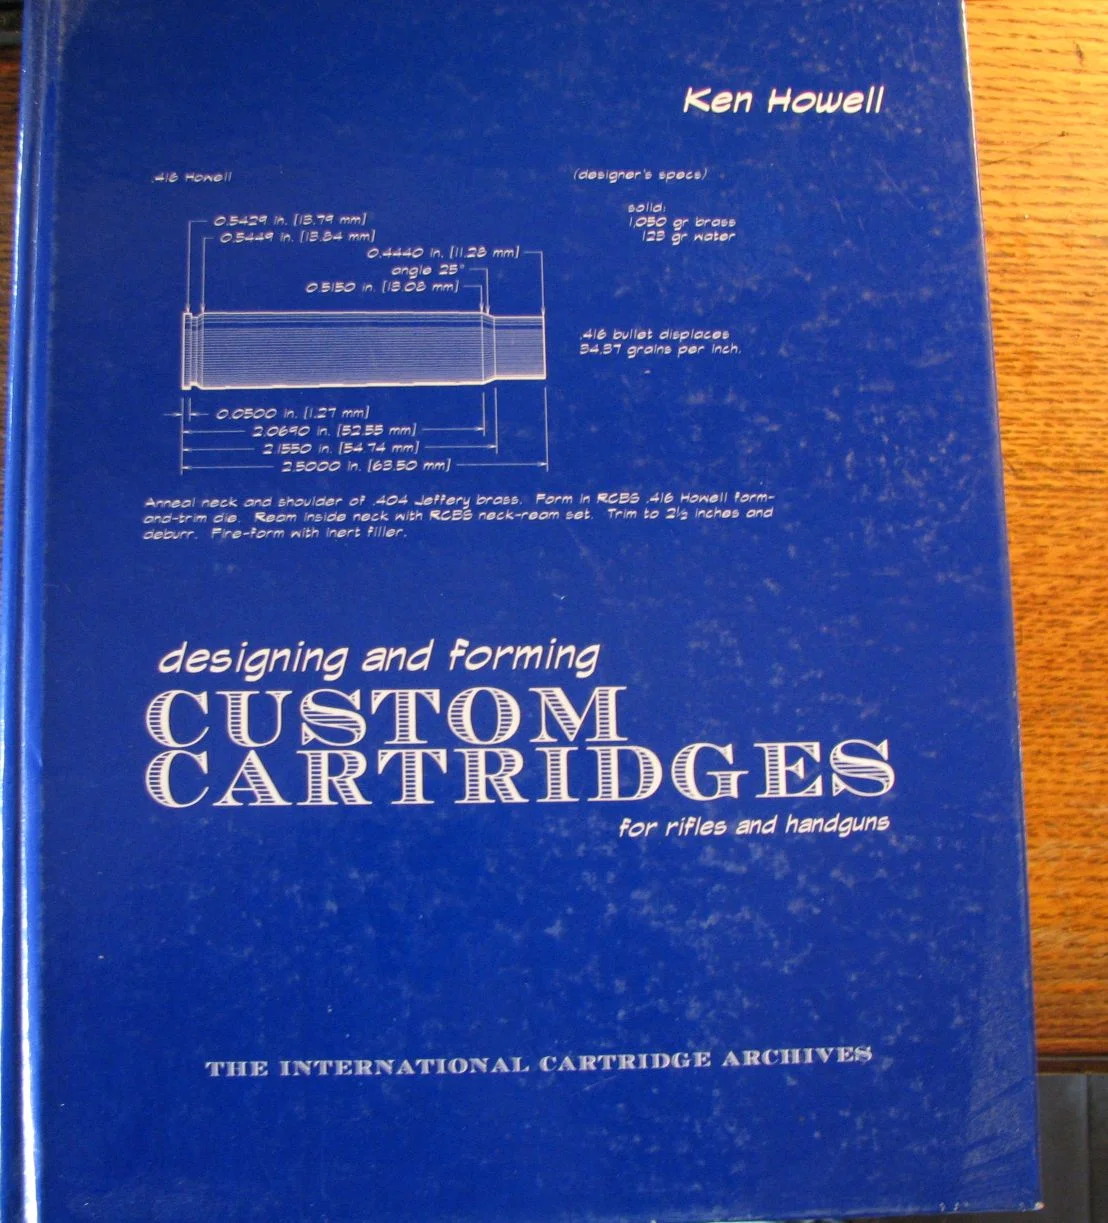 Ken Howell
.416 Howell
(designer's specs)
solid:
1,050 gr brass
123 gr water
0.5429 in. [13.79 mm]
0.5449 in. [13.84 mm]
0.4440 in. [11.28 mm]
angle 25°
0.5150 in. [13.08 mm]
.416 bullet displaces
34.37 grains per inch.
0.0500 in. [1.27 mm]
2.0690 in. [52.55 mm]
2.1550 in. [54.74 mm]
2.5000 in. [63.50 mm]
Anneal neck and shoulder of .404 Jeffery brass. Form in RCBS .416 Howell form-
and-trim die. Ream inside neck with RCBS neck-ream set. Trim to 2½ inches and
deburr. Fire-form with inert filler.
designing and forming
CUSTOM
CARTRIDGES
for rifles and handguns
THE INTERNATIONAL CARTRIDGE ARCHIVES